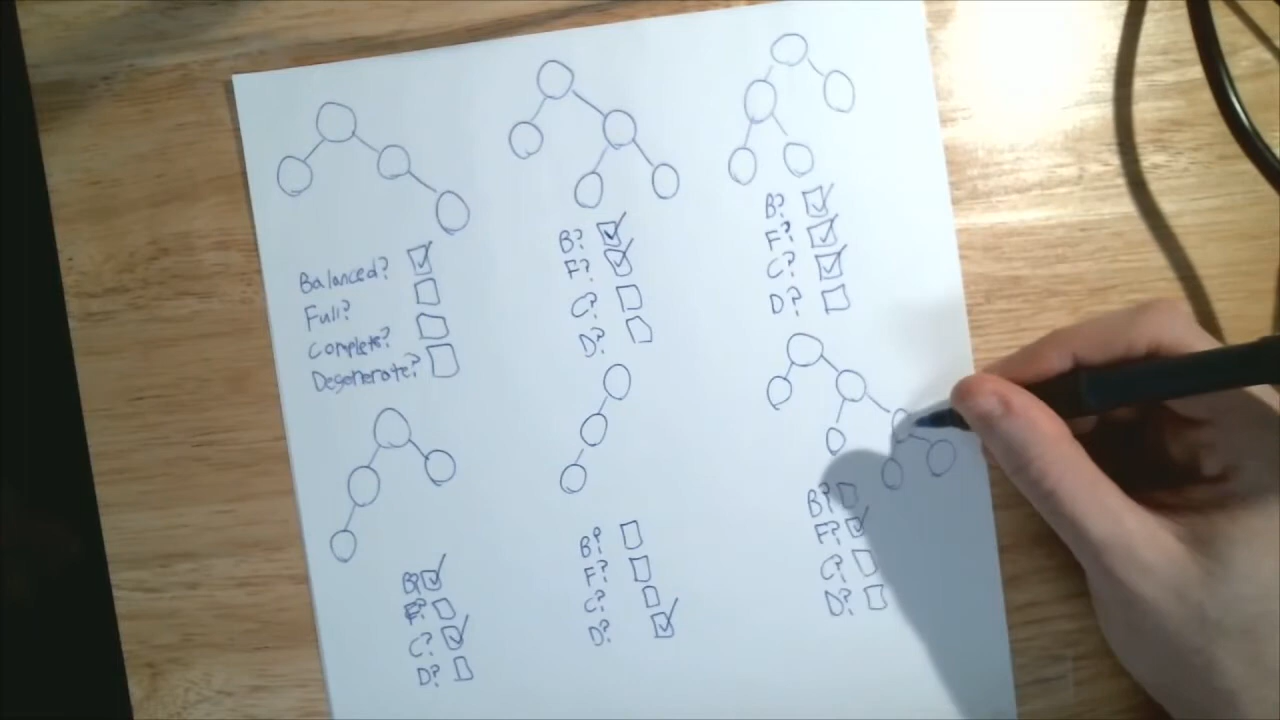 Balanced?
Full?
Complete?
Degenerate?
B?
F?
C?
D?
B?
F?
C?
D?
B?
F?
C?
D?
B?
F?
C?
D?
B?
F?
C?
D?